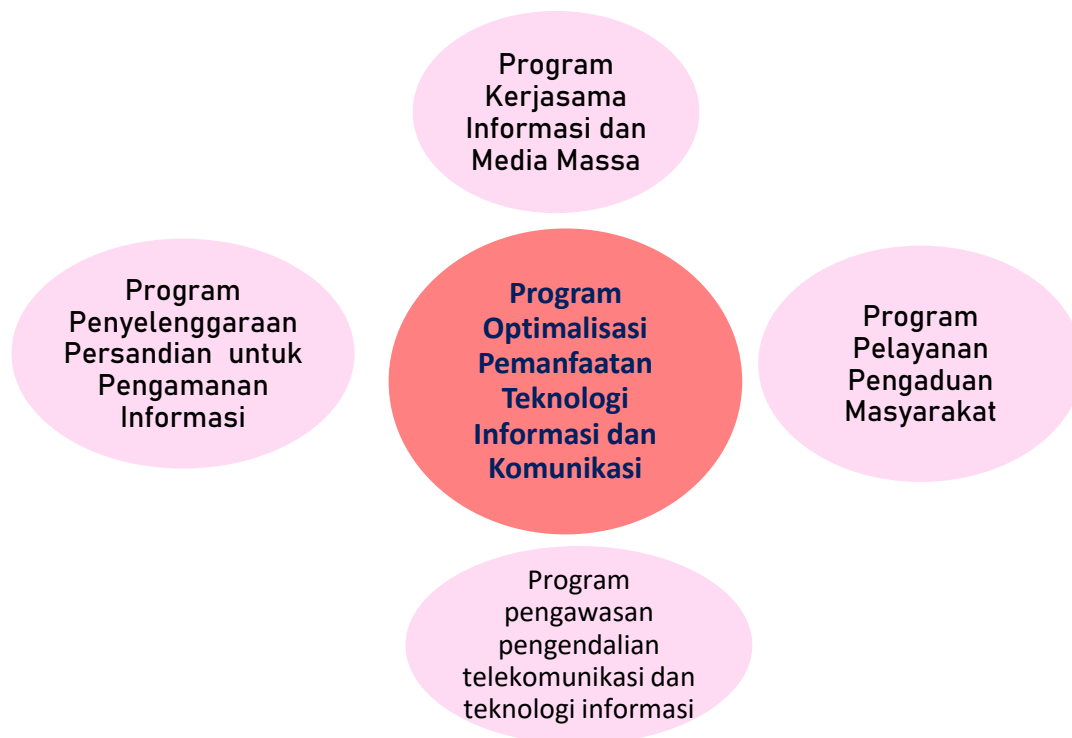 Program
Kerjasama
Informasi dan
Media Massa
Program
Penyelenggaraan
Persandian untuk
Pengamanan
Informasi
Program
Optimalisasi
Pemanfaatan
Teknologi
Informasi dan
Komunikasi
Program
Pelayanan
Pengaduan
Masyarakat
Program
pengawasan
pengendalian
telekomunikasi dan
teknologi informasi